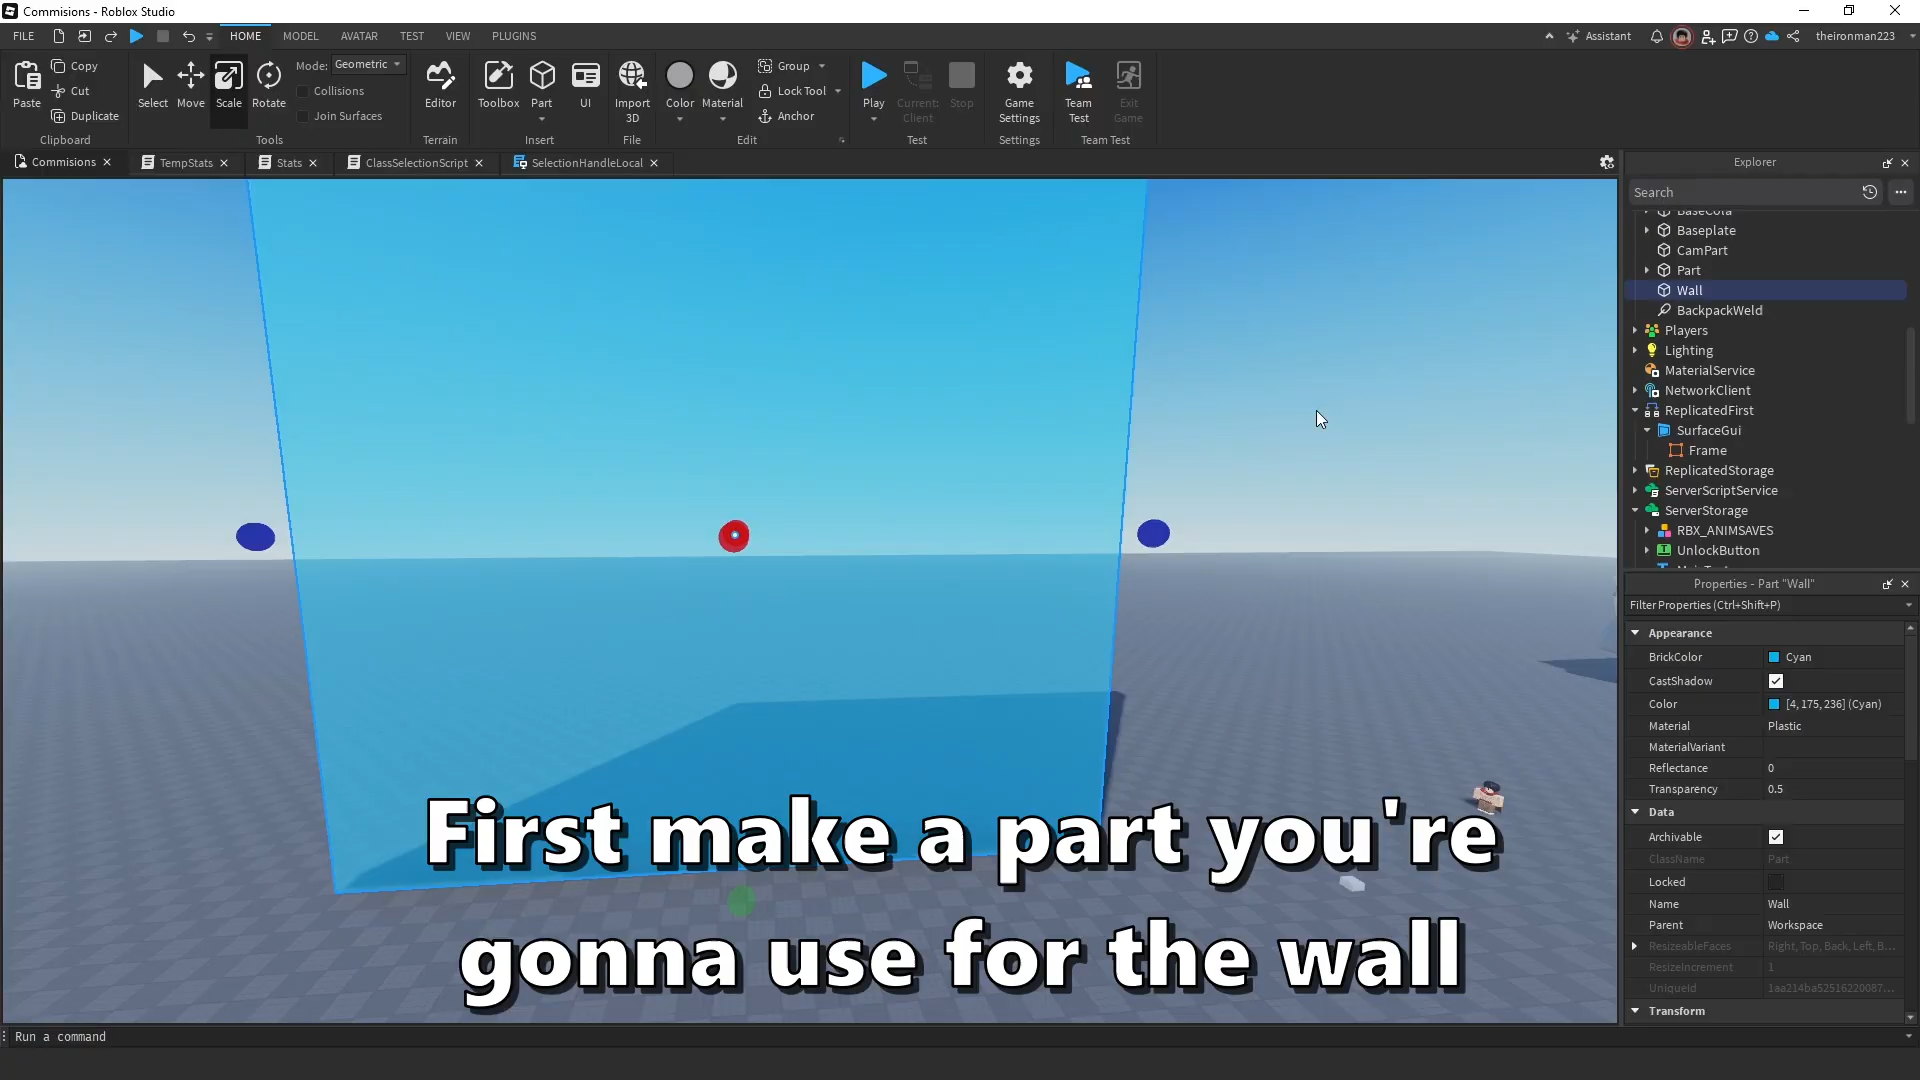 Commisions - Roblox Studio
FILE
HOME
MODEL
AVATAR
TEST
VIEW
PLUGINS
Assistant
theironman223
Paste
Copy
Cut
Duplicate
Clipboard
Select
Move
Scale
Rotate
Mode:
Geometric
Collisions
Join Surfaces
Tools
Editor
Terrain
Toolbox
Part
UI
Insert
Import
3D
File
Color
Material
Group
Lock Tool
Anchor
Edit
Play
Current:
Client
Stop
Test
Game
Settings
Settings
Team
Test
Exit
Game
Team Test
Commisions
TempStats
Stats
ClassSelectionScript
SelectionHandleLocal
First make a part you're
gonna use for the wall
Run a command
Explorer
Search
BaseCola
Baseplate
CamPart
Part
Wall
BackpackWeld
Players
Lighting
MaterialService
NetworkClient
ReplicatedFirst
SurfaceGui
Frame
ReplicatedStorage
ServerScriptService
ServerStorage
RBX_ANIMSAVES
UnlockButton
Properties - Part "Wall"
Filter Properties (Ctrl+Shift+P)
Appearance
BrickColor Cyan
CastShadow
Color [4, 175, 236] (Cyan)
Material Plastic
MaterialVariant
Reflectance 0
Transparency 0.5
Data
Archivable
ClassName Part
Locked
Name Wall
Parent Workspace
ResizeableFaces Right, Top, Back, Left, B...
ResizeIncrement 1
UniqueId 1aa214ba52516220087...
Transform